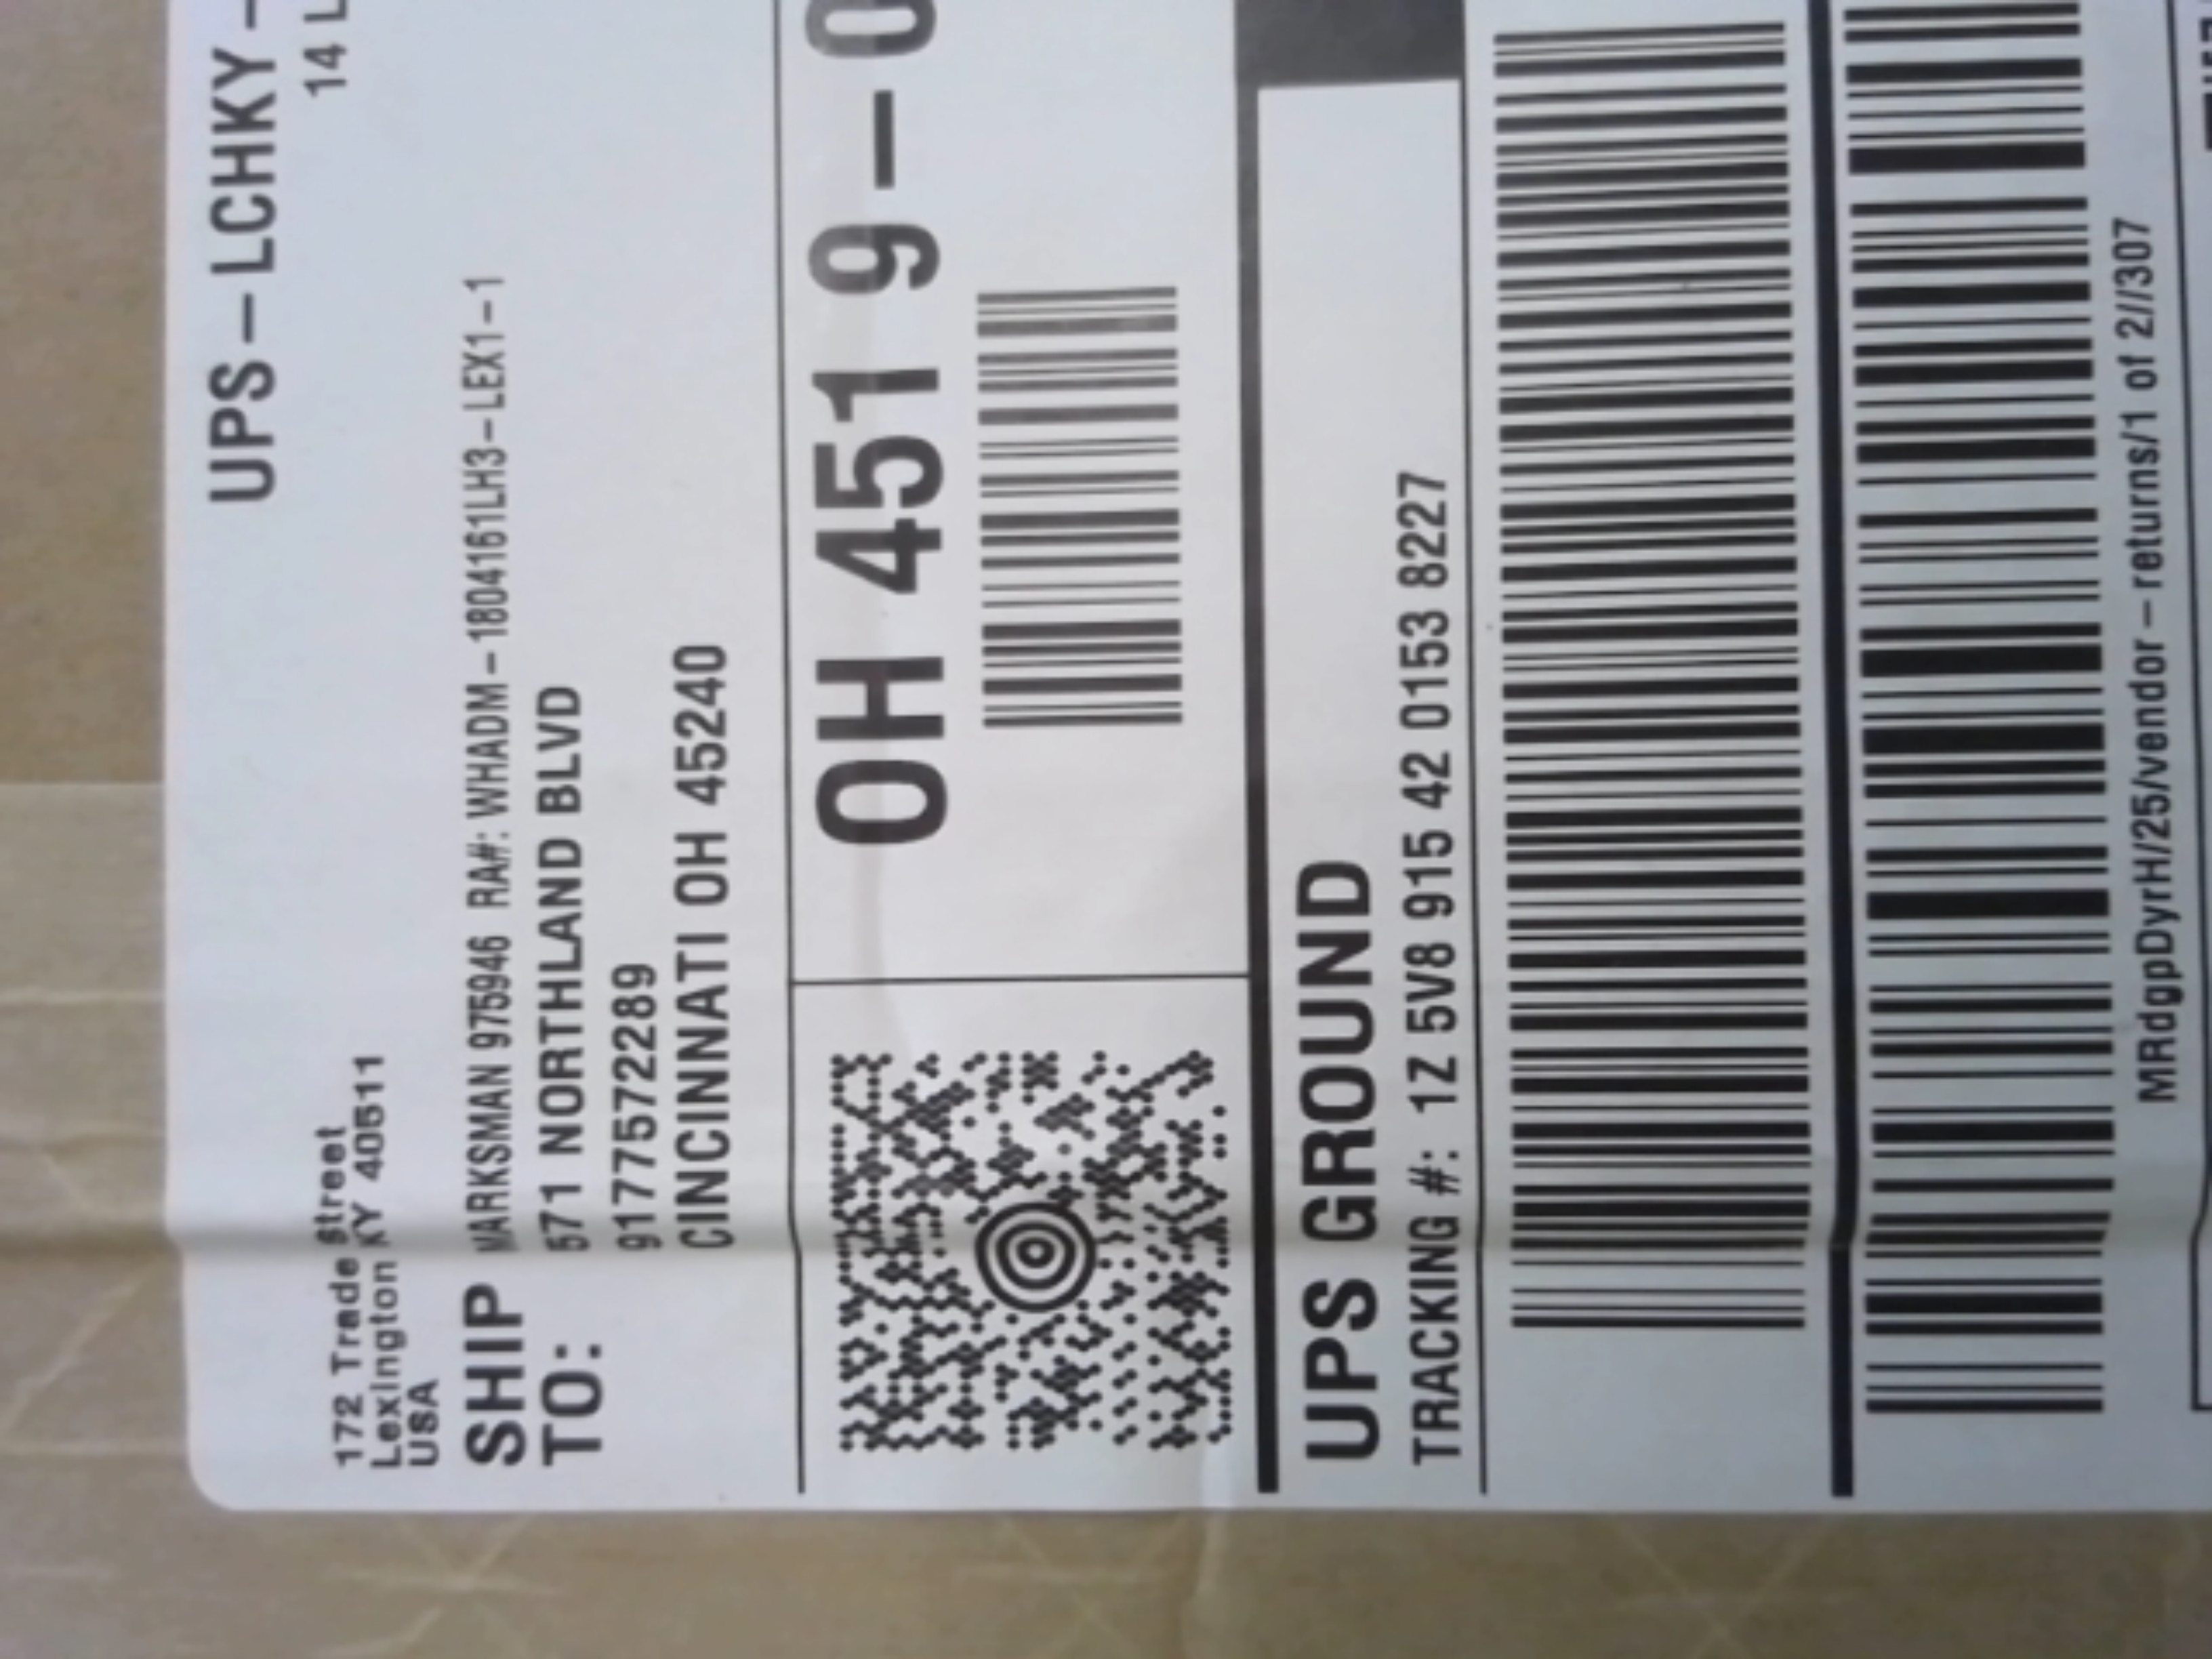 UPS-LCHKY-
14 L
172 Trade Street
Lexington KY 40511
USA
SHIP TO:
MARKSMAN 975946 RA#: WHADM-1804161LH3-LEX1-1
571 NORTHLAND BLVD
9177572289
CINCINNATI OH 45240
OH 451 9-0
UPS GROUND
TRACKING #: 1Z 5V8 915 42 0153 8227
MRdgpDyrH/25/vendor-returns/1 of 2//307